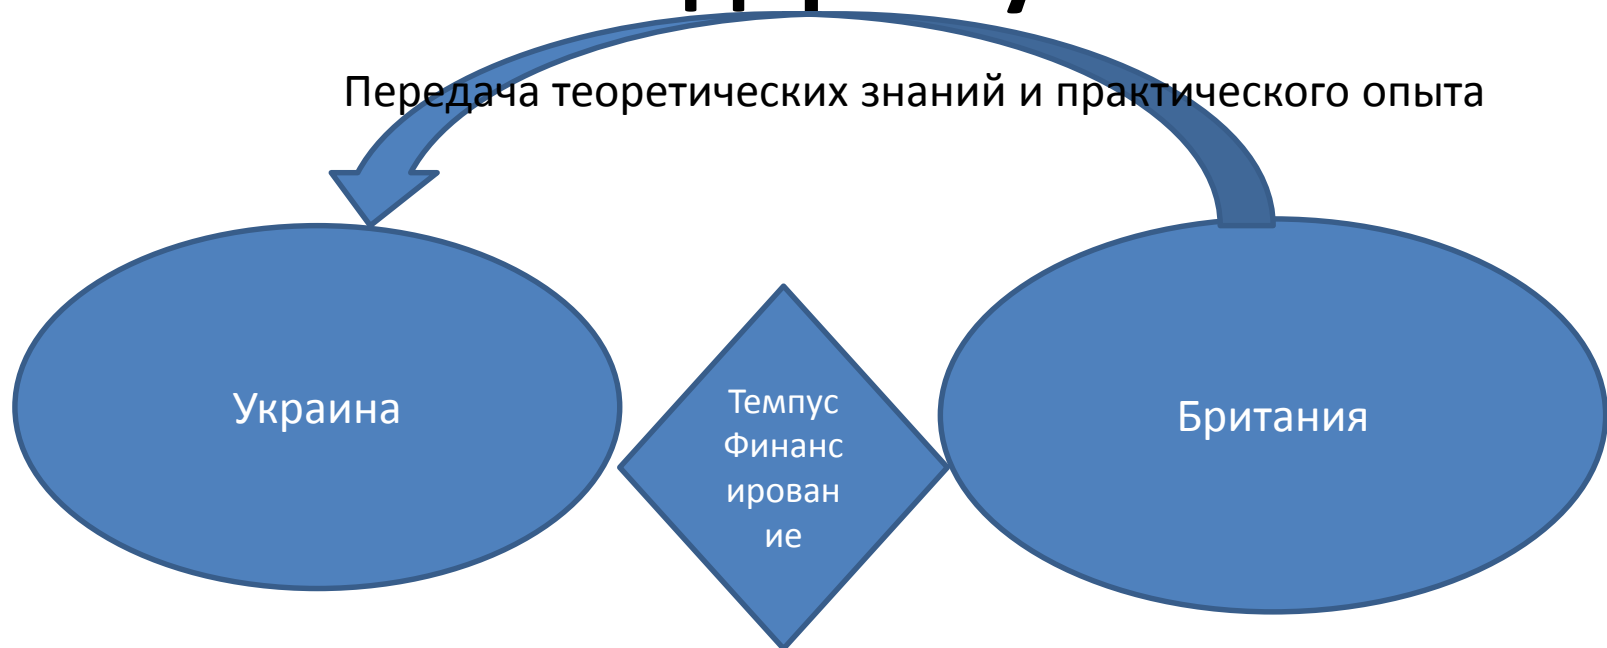 Передача теоретических знаний и практического опыта
Украина
Темпус
Финанс
ирован
ие
Британия